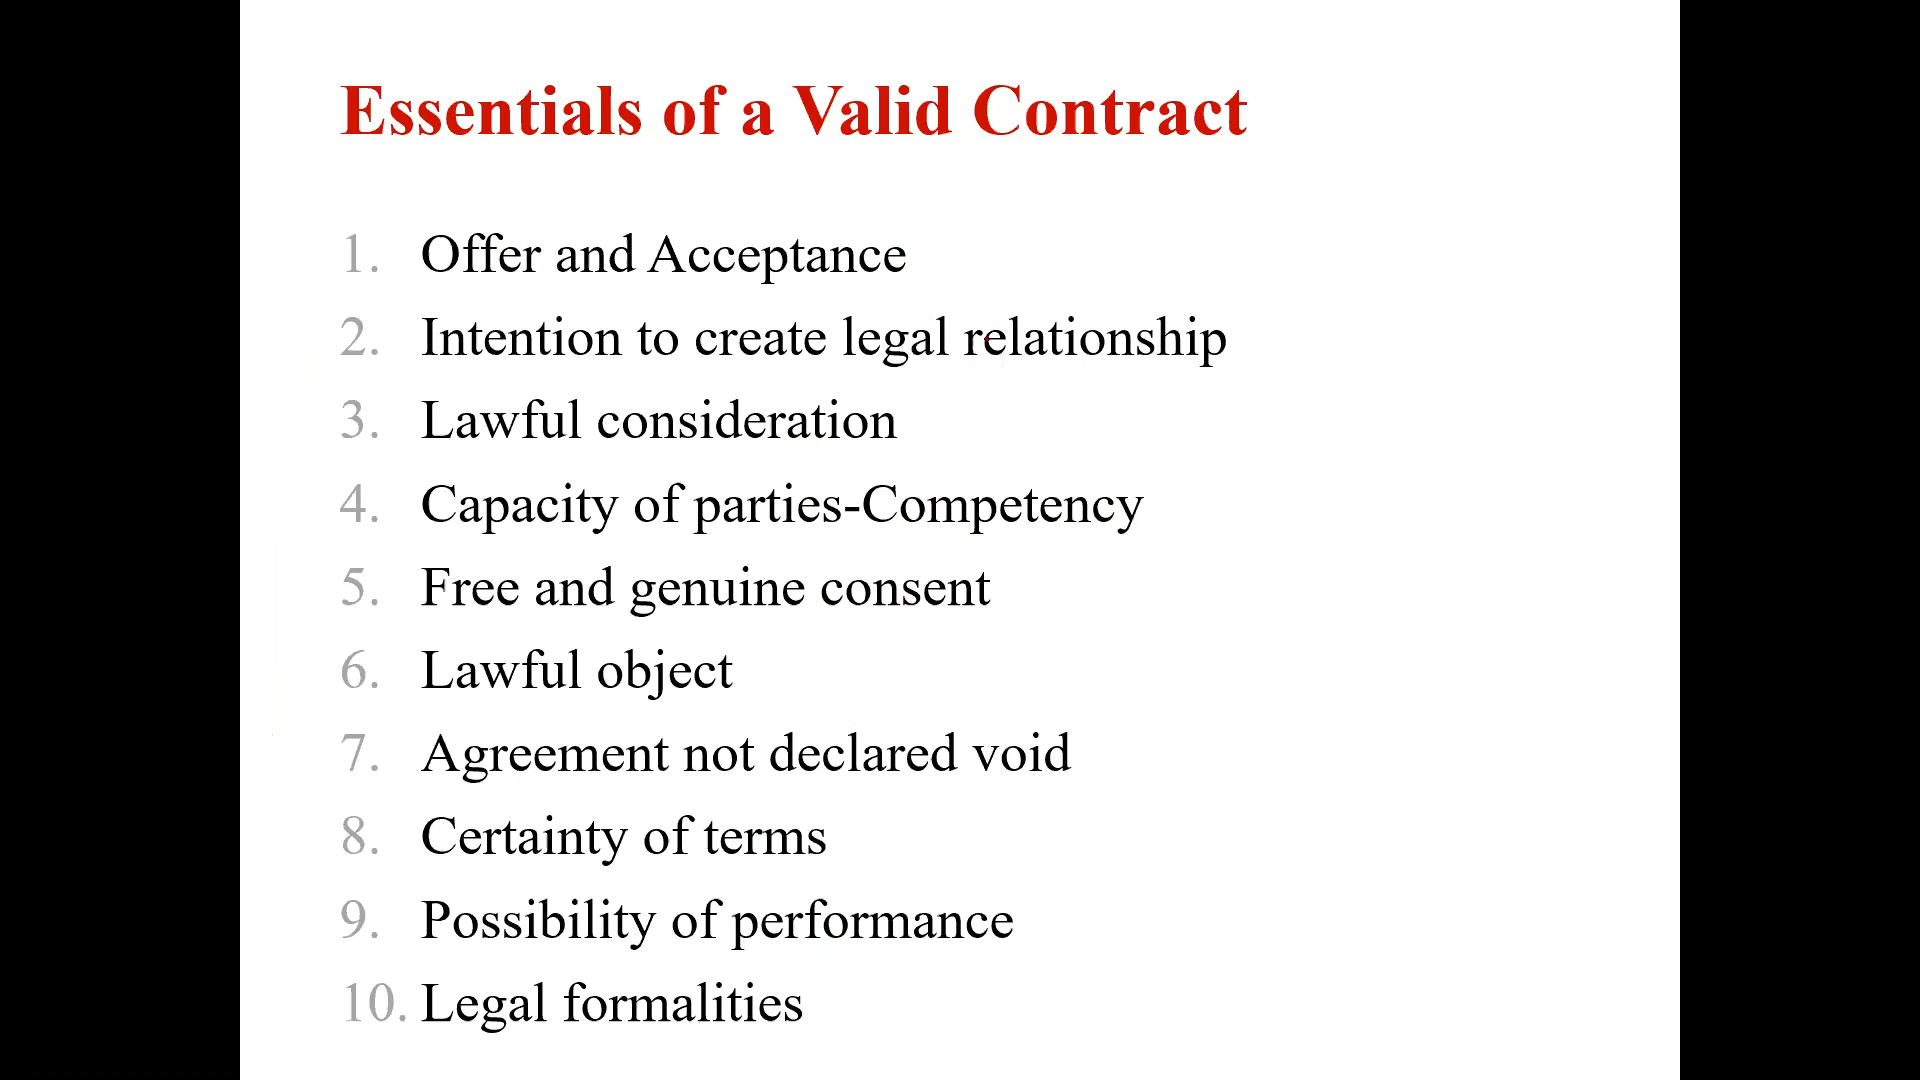 Essentials of a Valid Contract
1. Offer and Acceptance
2. Intention to create legal relationship
3. Lawful consideration
4. Capacity of parties-Competency
5. Free and genuine consent
6. Lawful object
7. Agreement not declared void
8. Certainty of terms
9. Possibility of performance
10. Legal formalities